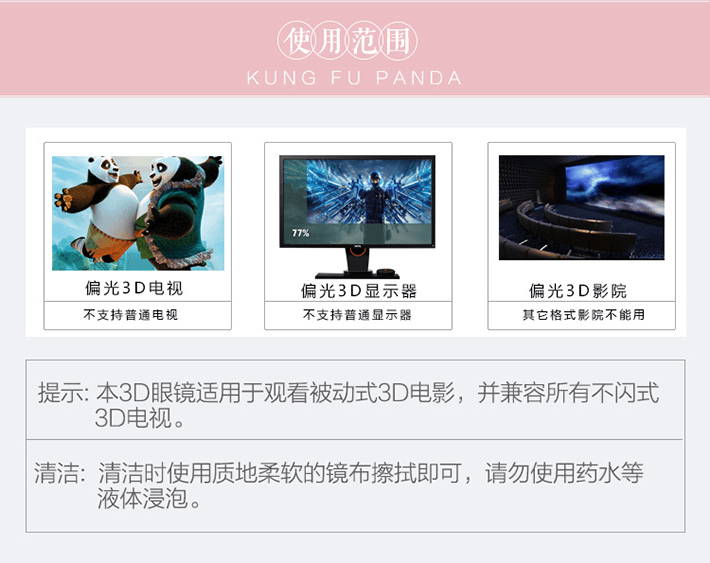 使用范围
KUNG FU PANDA
77%
偏光3D电视
不支持普通电视
偏光3D显示器
不支持普通显示器
偏光3D影院
其它格式影院不能用
提示: 本3D眼镜适用于观看被动式3D电影，并兼容所有不闪式
3D电视。
清洁: 清洁时使用质地柔软的镜布擦拭即可，请勿使用药水等
液体浸泡。